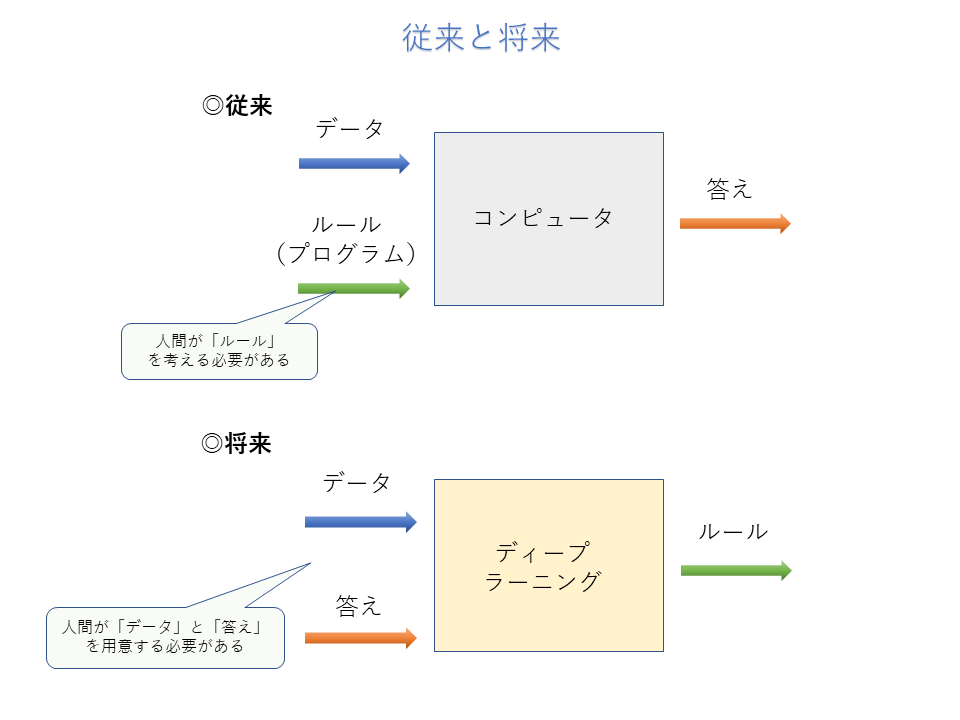 従来と将来
◎従来
データ
ルール
（プログラム）
人間が「ルール」
を考える必要がある
コンピュータ
答え
◎将来
データ
人間が「データ」と「答え」
を用意する必要がある
答え
ディープ
ラーニング
ルール